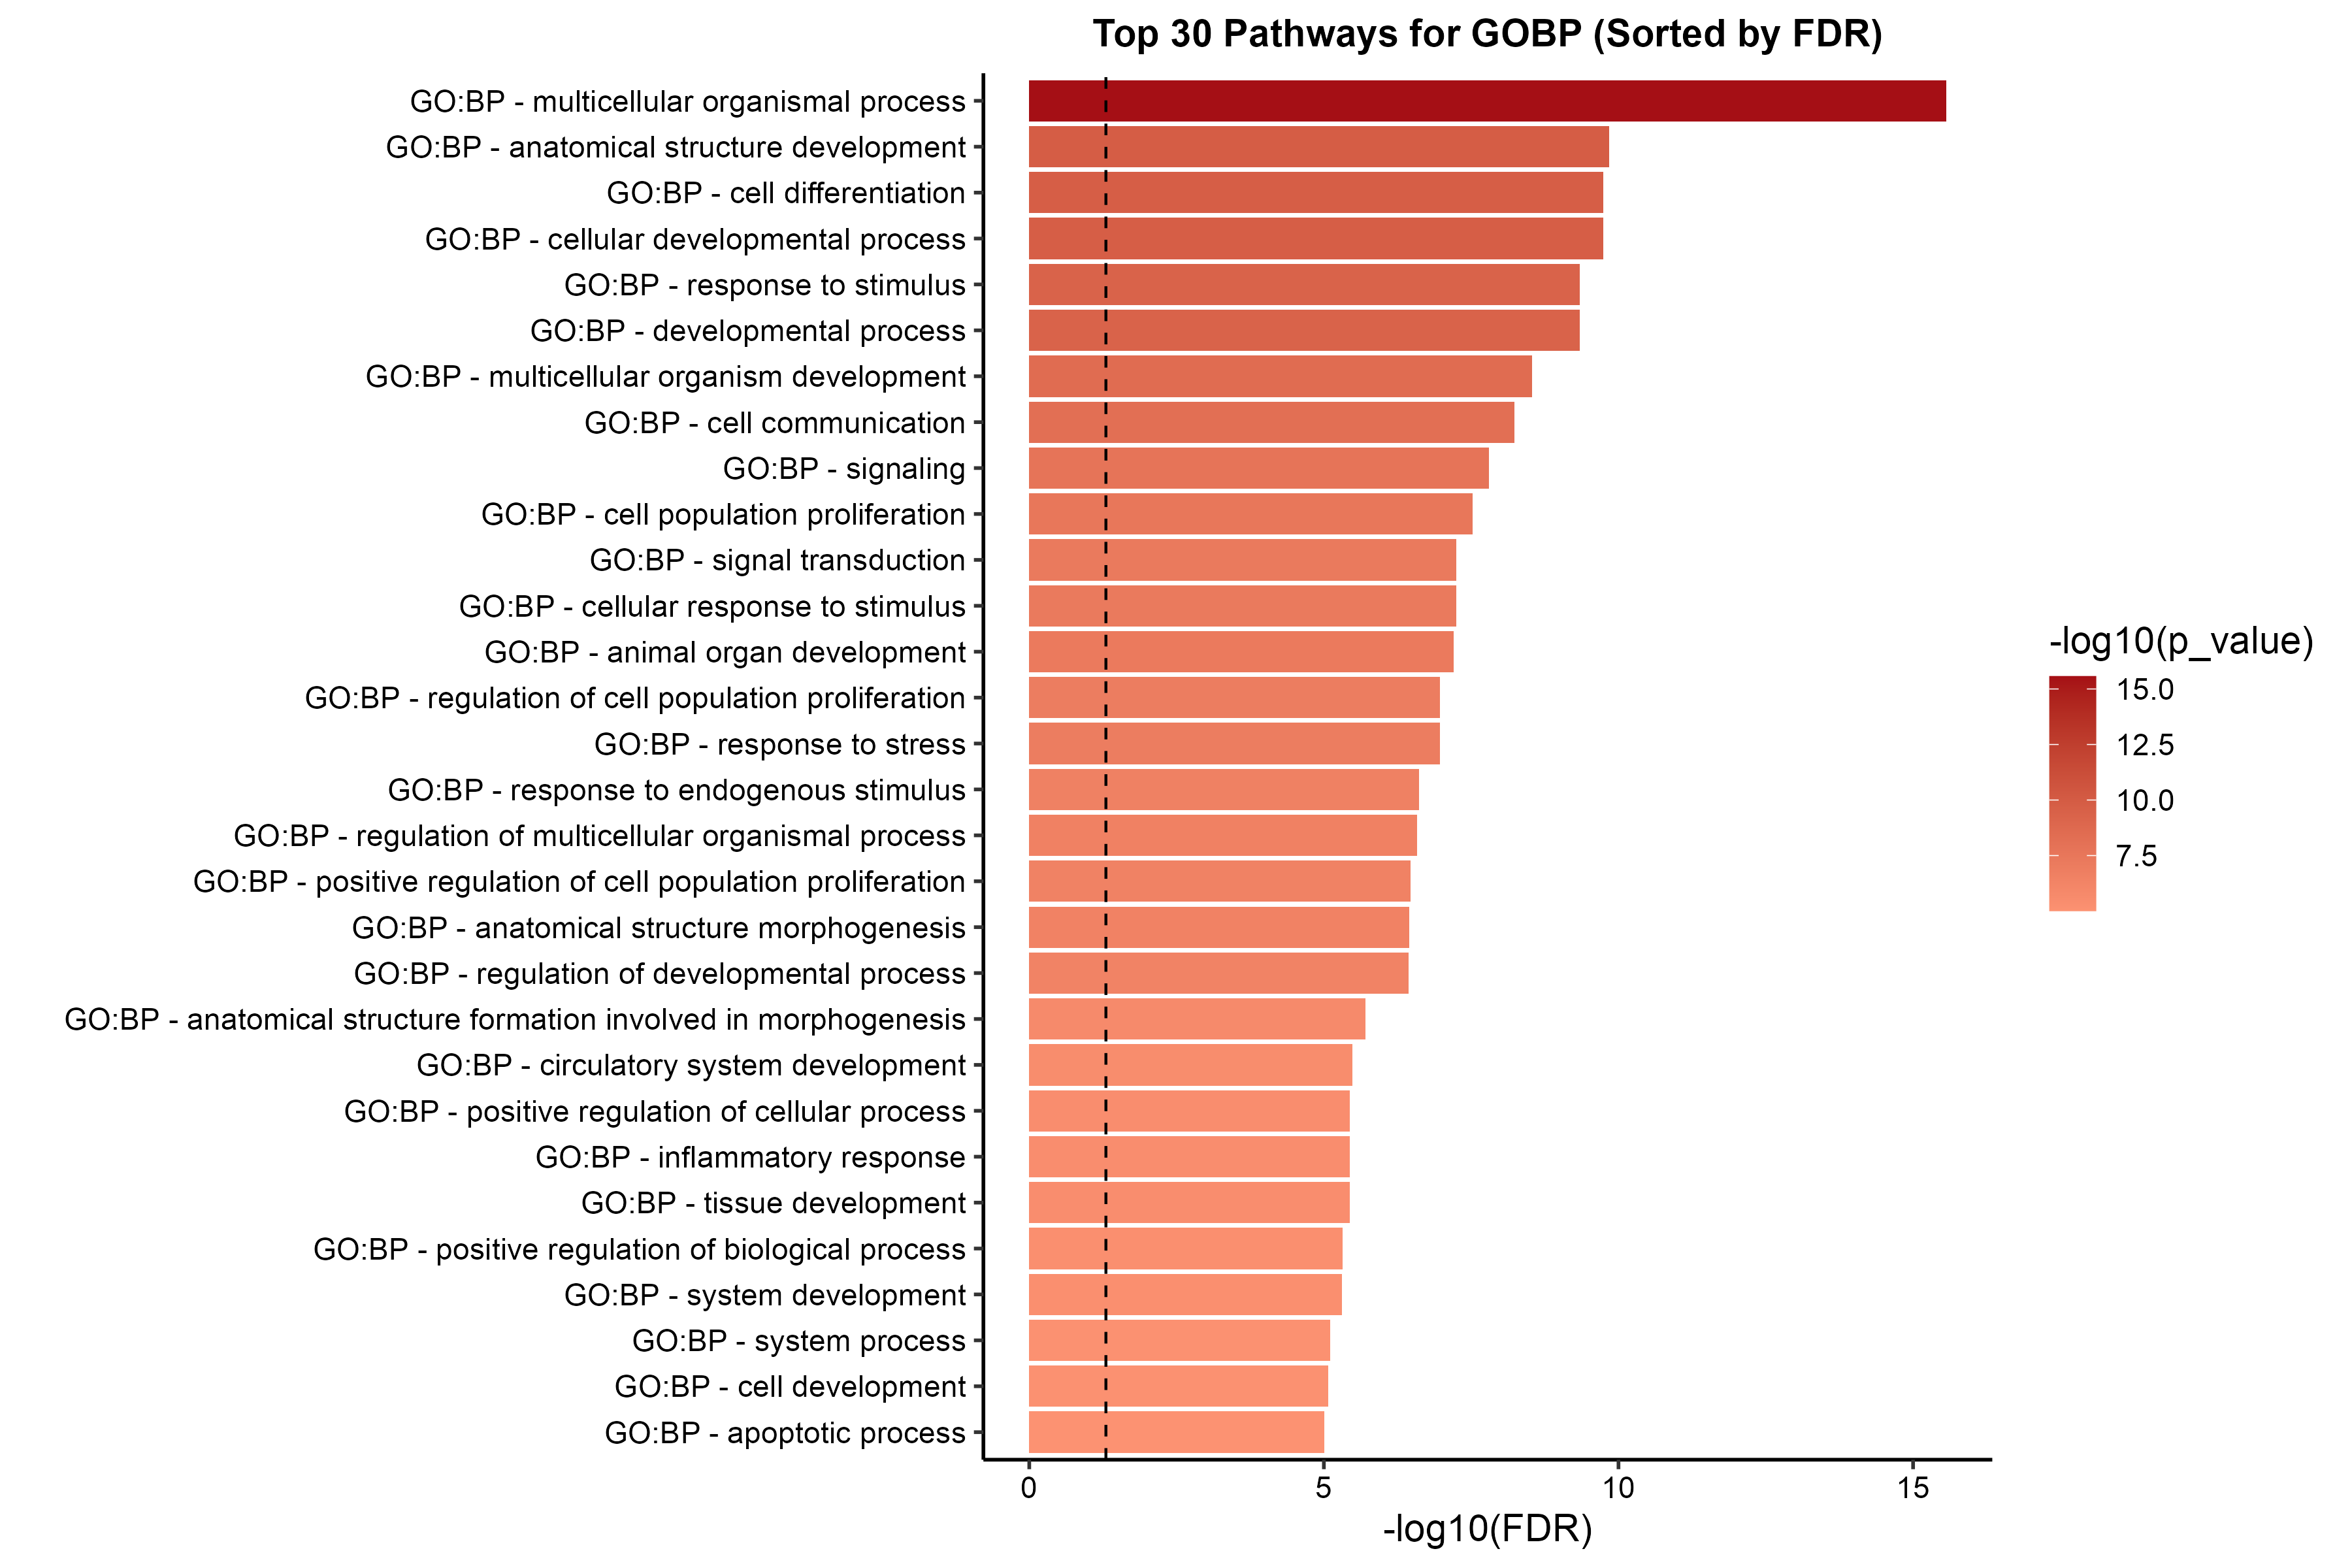 Top 30 Pathways for GOBP (Sorted by FDR)
GO:BP - multicellular organismal process
GO:BP - anatomical structure development
GO:BP - cell differentiation
GO:BP - cellular developmental process
GO:BP - response to stimulus
GO:BP - developmental process
GO:BP - multicellular organism development
GO:BP - cell communication
GO:BP - signaling
GO:BP - cell population proliferation
GO:BP - signal transduction
GO:BP - cellular response to stimulus
GO:BP - animal organ development
GO:BP - regulation of cell population proliferation
GO:BP - response to stress
GO:BP - response to endogenous stimulus
GO:BP - regulation of multicellular organismal process
GO:BP - positive regulation of cell population proliferation
GO:BP - anatomical structure morphogenesis
GO:BP - regulation of developmental process
GO:BP - anatomical structure formation involved in morphogenesis
GO:BP - circulatory system development
GO:BP - positive regulation of cellular process
GO:BP - inflammatory response
GO:BP - tissue development
GO:BP - positive regulation of biological process
GO:BP - system development
GO:BP - system process
GO:BP - cell development
GO:BP - apoptotic process
0 5 10 15
-log10(FDR)
-log10(p_value)
15.0
12.5
10.0
7.5